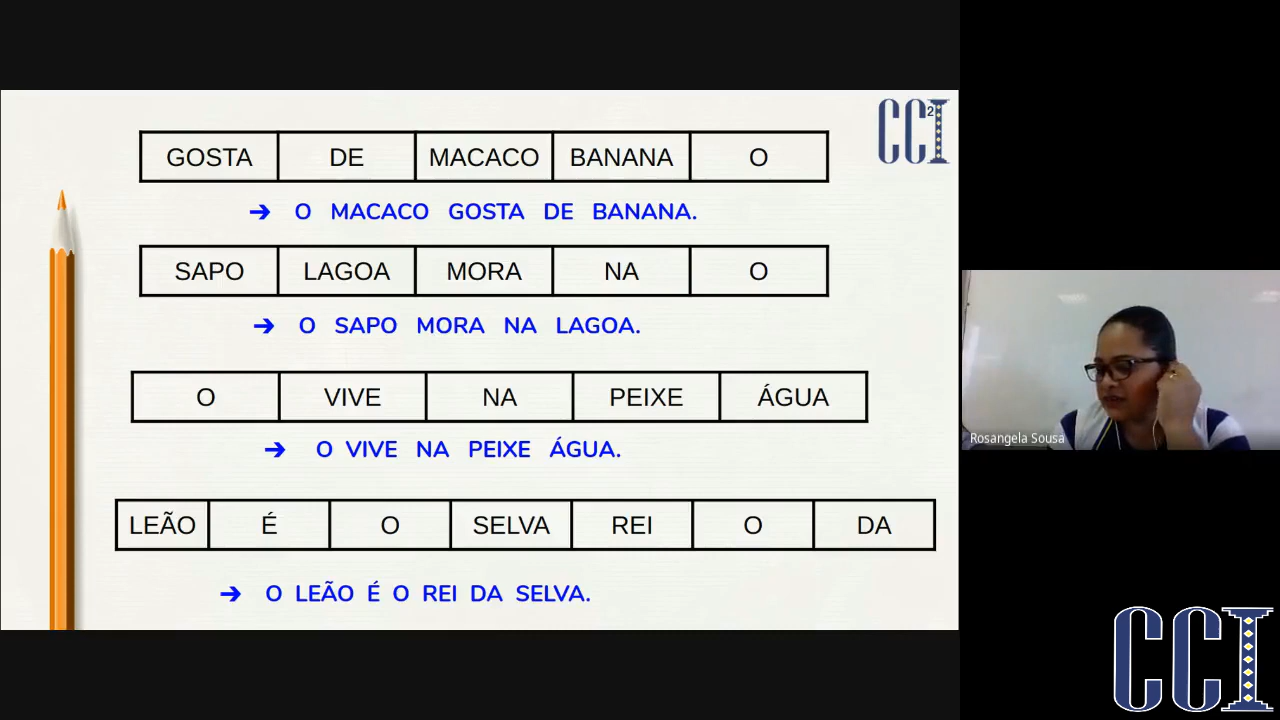 CCI
2
GOSTA DE MACACO BANANA O
➔ O MACACO GOSTA DE BANANA.
SAPO LAGOA MORA NA O
➔ O SAPO MORA NA LAGOA.
O VIVE NA PEIXE ÁGUA
➔ O VIVE NA PEIXE ÁGUA.
LEÃO É O SELVA REI O DA
➔ O LEÃO É O REI DA SELVA.
Rosangela Sousa
CCI